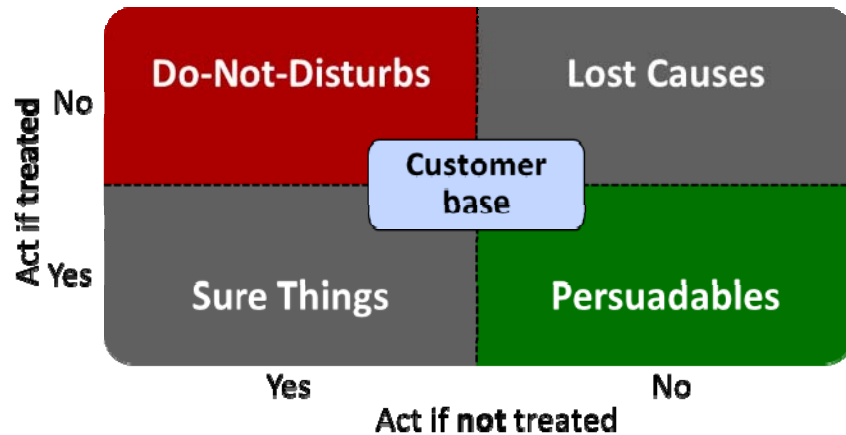 Do-Not-Disturbs
Lost Causes
No
Customer
base
Act if treated
Yes
Sure Things
Persuadables
Yes
No
Act if not treated